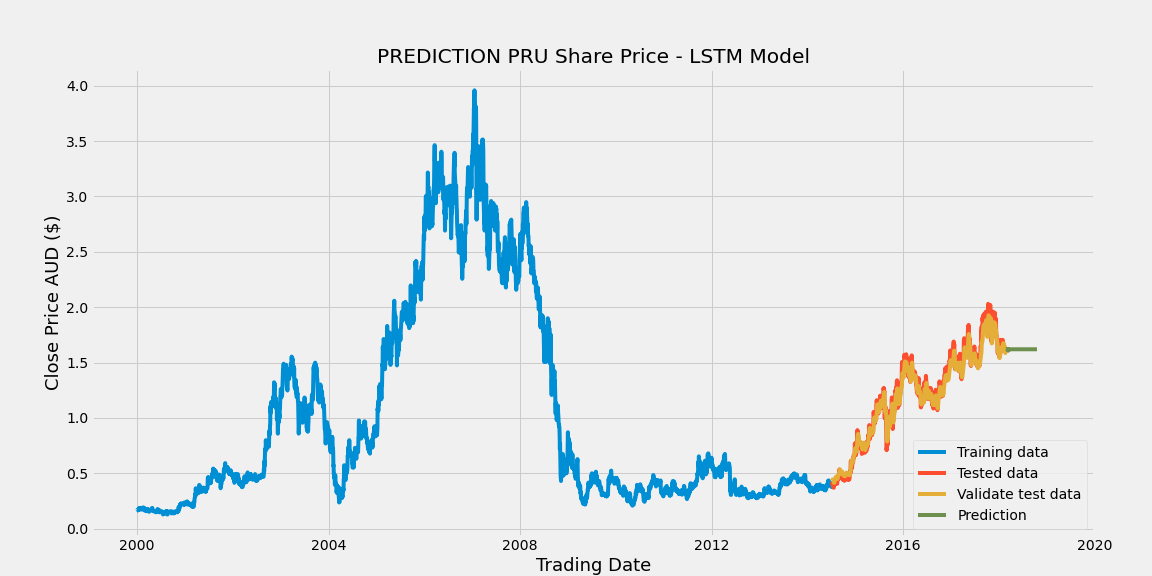 PREDICTION PRU Share Price - LSTM Model
Close Price AUD ($)
4.0
3.5
3.0
2.5
2.0
1.5
1.0
0.5
0.0
Training data
Tested data
Validate test data
Prediction
2000 2004 2008 2012 2016 2020
Trading Date